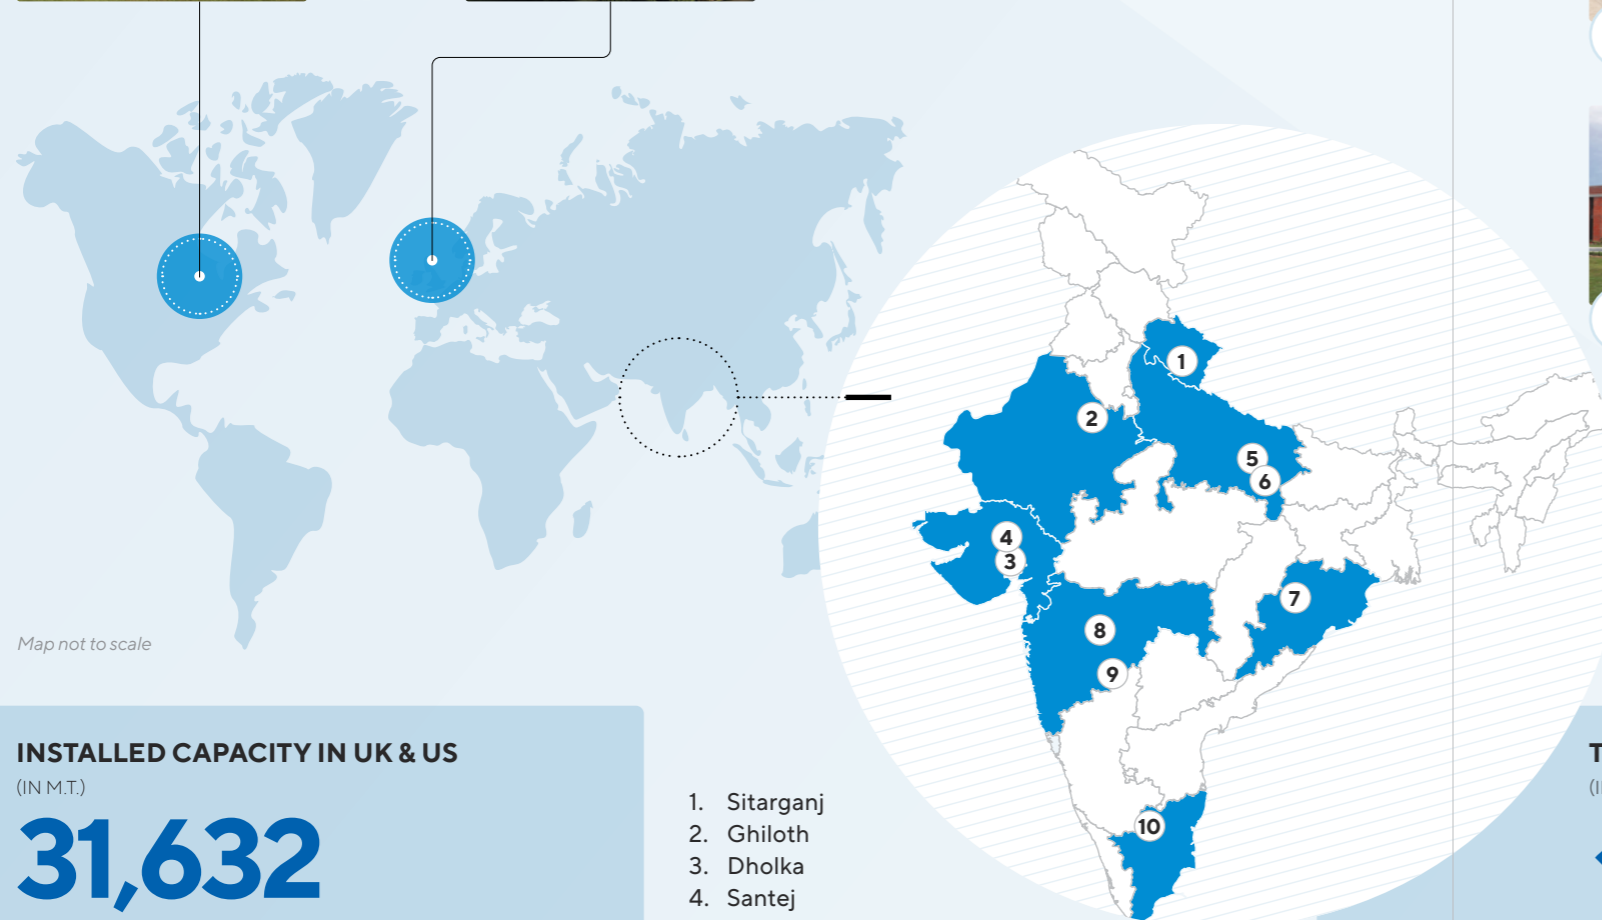 1
2
5
6
4
3
7
8
9
10
Map not to scale
INSTALLED CAPACITY IN UK & US
(IN M.T.)
31,632
1. Sitarganj
2. Ghiloth
3. Dholka
4. Santej
T